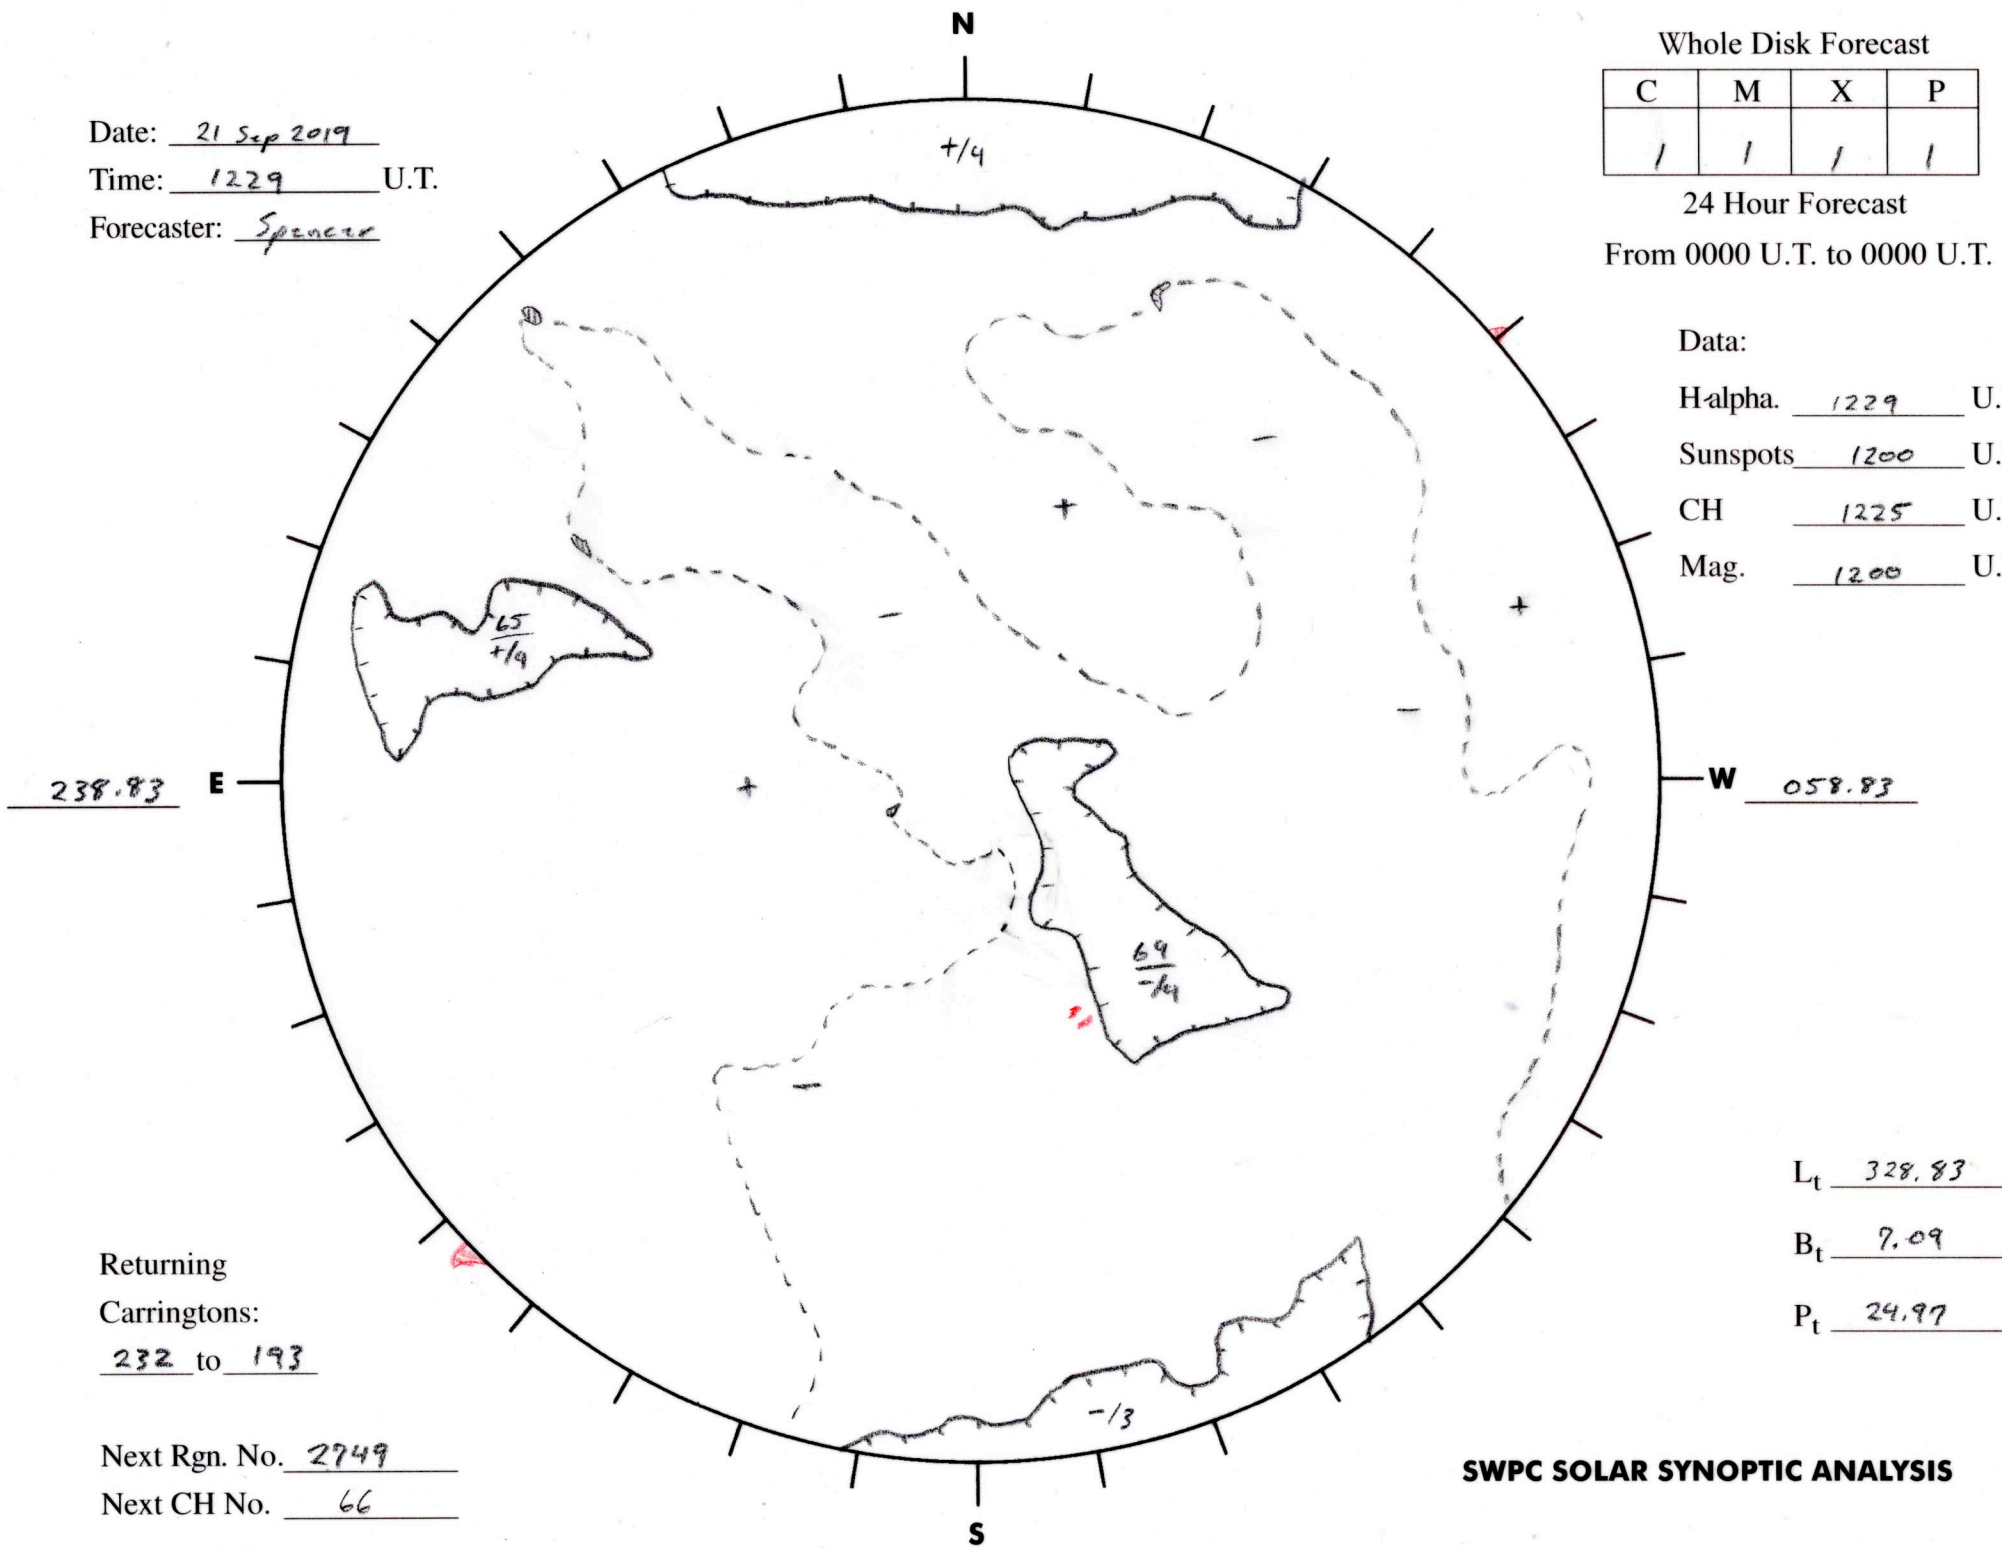 N
Whole Disk Forecast
C M X P
1 1 1 1
24 Hour Forecast
From 0000 U.T. to 0000 U.T.
Date: 21 Sep 2019
Time: 1229 U.T.
Forecaster: Spencer
+/4
Data:
H-alpha. 1229 U.
Sunspots 1200 U.
CH 1225 U.
Mag. 1200 U.
−
+
+
65
+/4
−
−
238.83 E
+
W 058.83
69
-/4
−
Lt 328.83
Bt 7.09
Pt 24.97
Returning
Carringtons:
232 to 193
-/3
Next Rgn. No. 2749
Next CH No. 66
SWPC SOLAR SYNOPTIC ANALYSIS
S